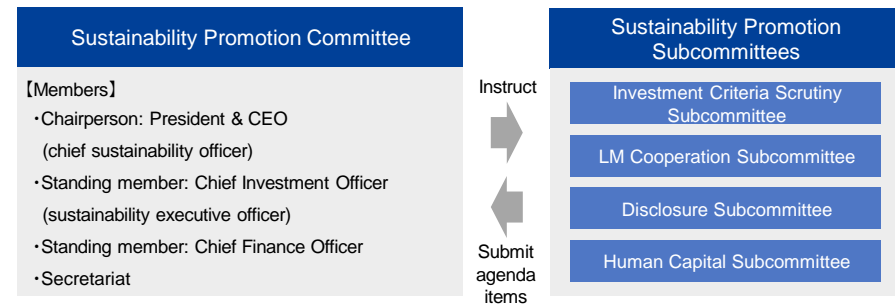 Sustainability Promotion Committee
【Members】
・Chairperson: President & CEO
(chief sustainability officer)
・Standing member: Chief Investment Officer
(sustainability executive officer)
・Standing member: Chief Finance Officer
・Secretariat
Instruct
Submit
agenda
items
Sustainability Promotion
Subcommittees
Investment Criteria Scrutiny
Subcommittee
LM Cooperation Subcommittee
Disclosure Subcommittee
Human Capital Subcommittee